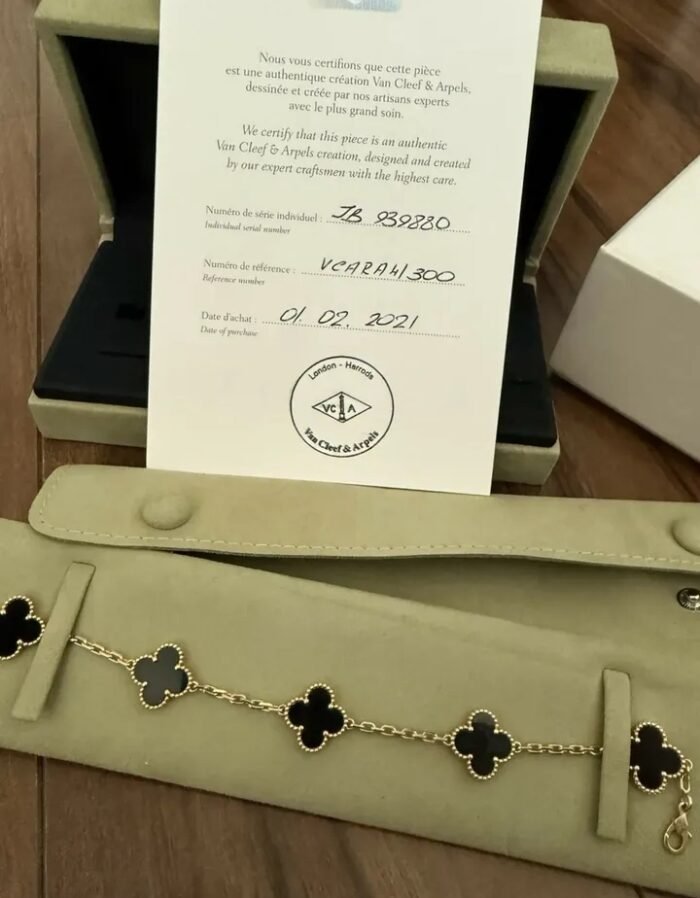 Nous vous certifions que cette pièce
est une authentique création Van Cleef & Arpels,
dessinée et créée par nos artisans experts
avec le plus grand soin.
We certify that this piece is an authentic
Van Cleef & Arpels creation, designed and created
by our expert craftsmen with the highest care.
Numéro de série individuel : JB 939880
Individual serial number
Numéro de référence : VCARA41300
Reference number
Date d'achat : 01. 02. 2021
Date of purchase
London - Harrods
VC A
Van Cleef & Arpels